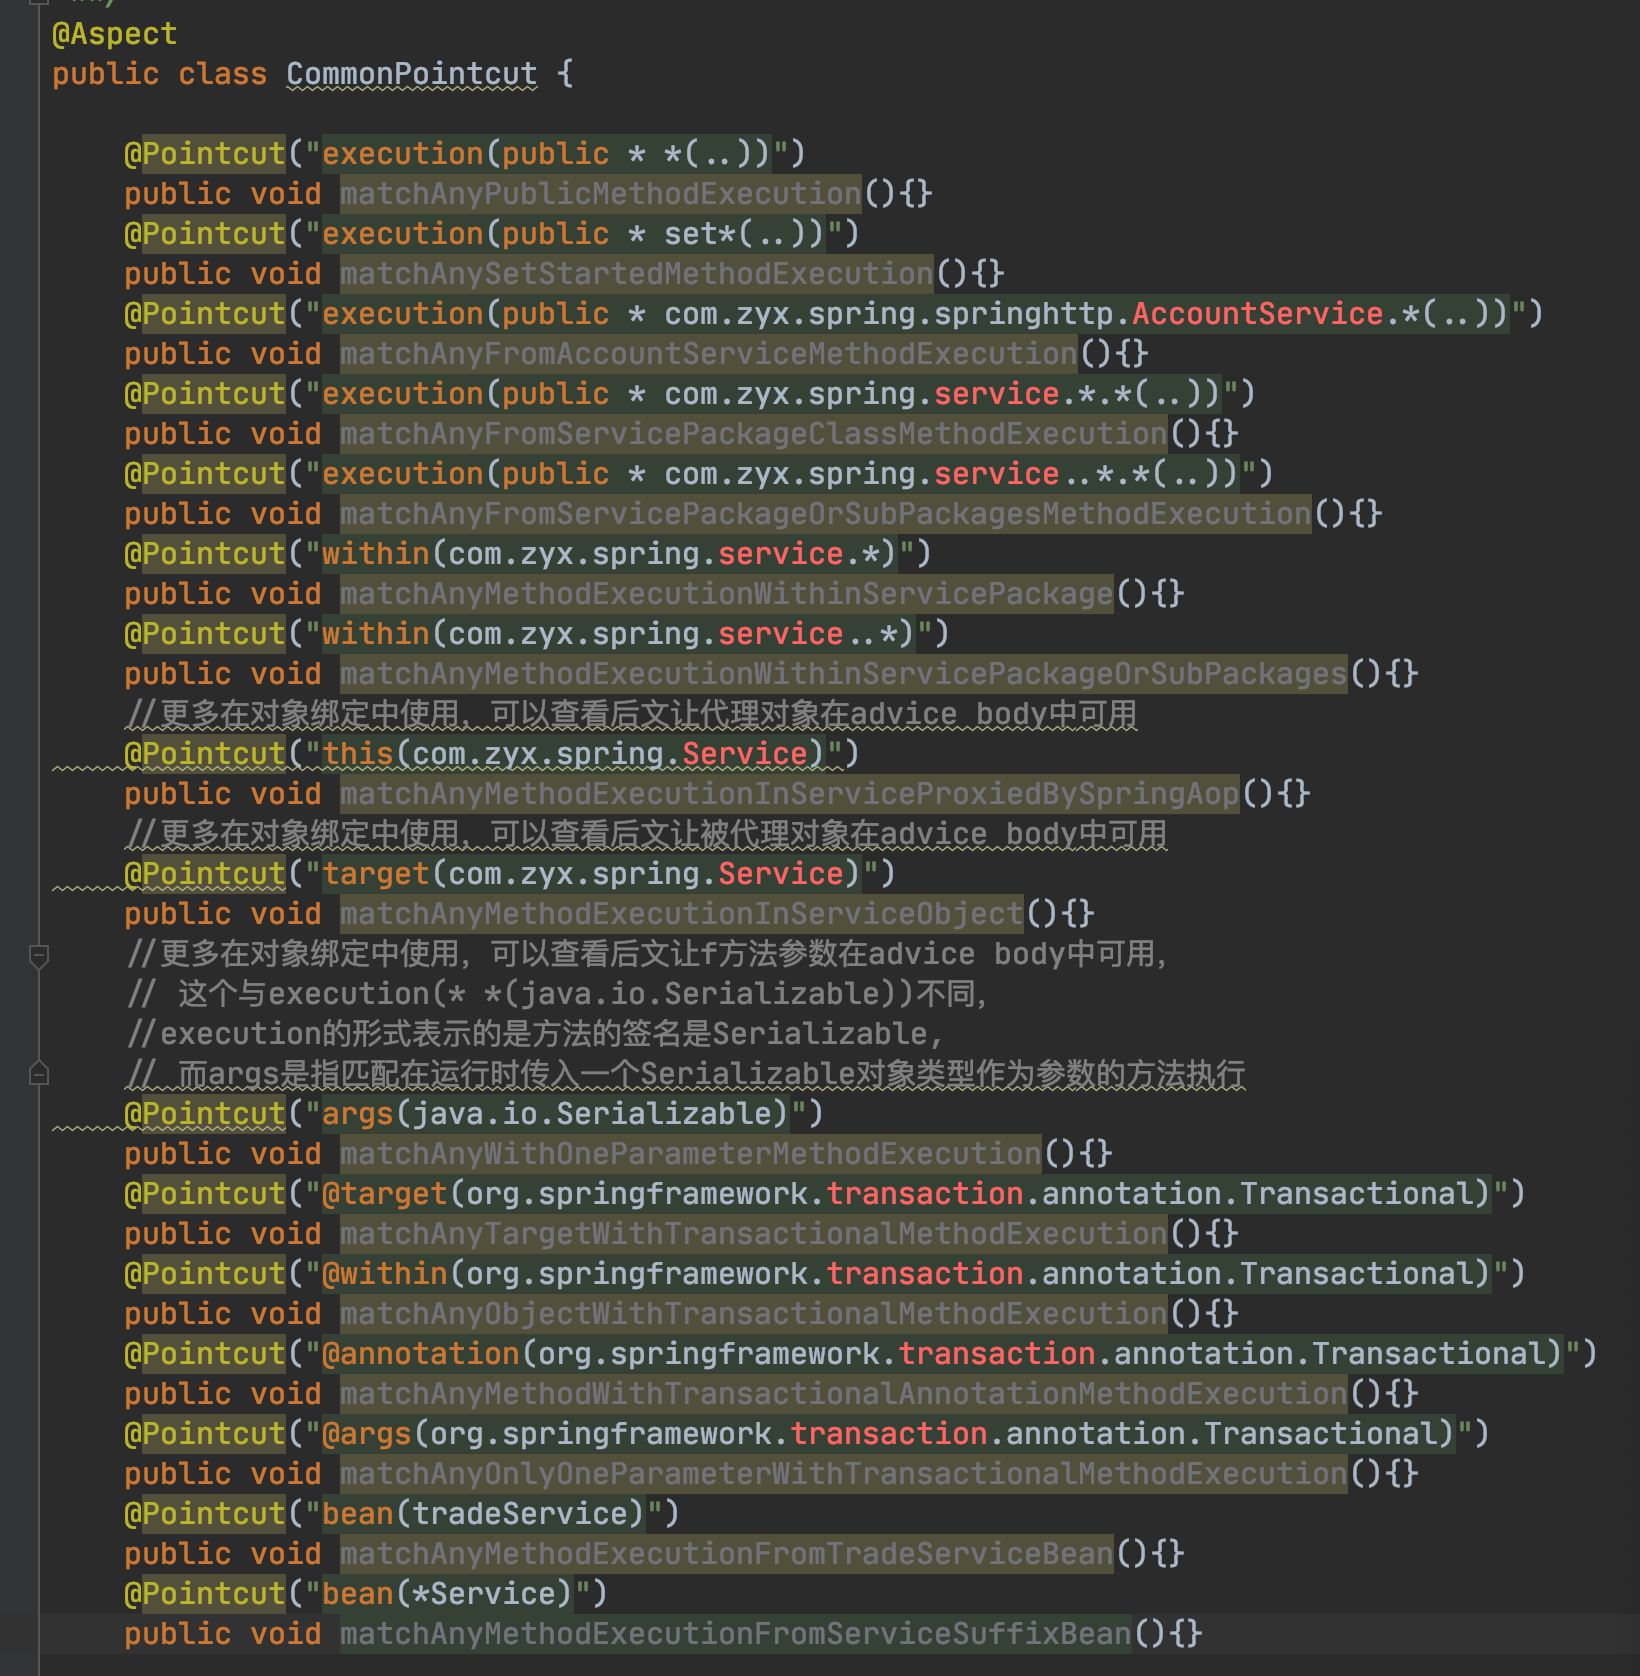 @Aspect
public class CommonPointcut {
@Pointcut("execution(public * *(..))")
public void matchAnyPublicMethodExecution(){}
@Pointcut("execution(public * set*(..))")
public void matchAnySetStartedMethodExecution(){}
@Pointcut("execution(public * com.zyx.spring.springhttp.AccountService.*(..))")
public void matchAnyFromAccountServiceMethodExecution(){}
@Pointcut("execution(public * com.zyx.spring.service.*.*(..))")
public void matchAnyFromServicePackageClassMethodExecution(){}
@Pointcut("execution(public * com.zyx.spring.service..*.*(..))")
public void matchAnyFromServicePackageOrSubPackagesMethodExecution(){}
@Pointcut("within(com.zyx.spring.service.*)")
public void matchAnyMethodExecutionWithinServicePackage(){}
@Pointcut("within(com.zyx.spring.service..*)")
public void matchAnyMethodExecutionWithinServicePackageOrSubPackages(){}
//更多在对象绑定中使用，可以查看后文让代理对象在advice body中可用
@Pointcut("this(com.zyx.spring.Service)")
public void matchAnyMethodExecutionInServiceProxiedBySpringAop(){}
//更多在对象绑定中使用，可以查看后文让被代理对象在advice body中可用
@Pointcut("target(com.zyx.spring.Service)")
public void matchAnyMethodExecutionInServiceObject(){}
//更多在对象绑定中使用，可以查看后文让f方法参数在advice body中可用，
// 这个与execution(* *(java.io.Serializable))不同，
//execution的形式表示的是方法的签名是Serializable,
// 而args是指匹配在运行时传入一个Serializable对象类型作为参数的方法执行
@Pointcut("args(java.io.Serializable)")
public void matchAnyWithOneParameterMethodExecution(){}
@Pointcut("@target(org.springframework.transaction.annotation.Transactional)")
public void matchAnyTargetWithTransactionalMethodExecution(){}
@Pointcut("@within(org.springframework.transaction.annotation.Transactional)")
public void matchAnyObjectWithTransactionalMethodExecution(){}
@Pointcut("@annotation(org.springframework.transaction.annotation.Transactional)")
public void matchAnyMethodWithTransactionalAnnotationMethodExecution(){}
@Pointcut("@args(org.springframework.transaction.annotation.Transactional)")
public void matchAnyOnlyOneParameterWithTransactionalMethodExecution(){}
@Pointcut("bean(tradeService)")
public void matchAnyMethodExecutionFromTradeServiceBean(){}
@Pointcut("bean(*Service)")
public void matchAnyMethodExecutionFromServiceSuffixBean(){}